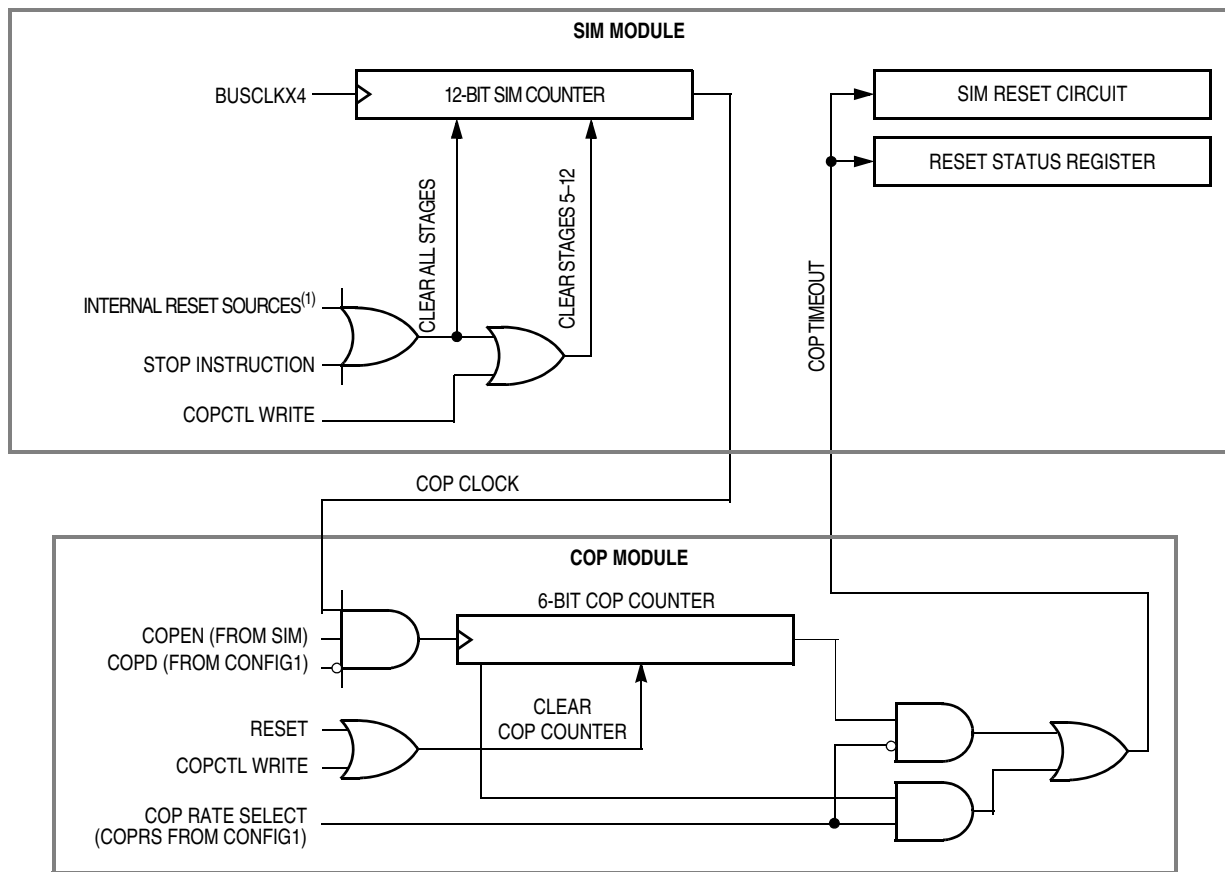 SIM MODULE
BUSCLKX4
12-BIT SIM COUNTER
SIM RESET CIRCUIT
RESET STATUS REGISTER
CLEAR ALL STAGES
CLEAR STAGES 5–12
COP TIMEOUT
INTERNAL RESET SOURCES(1)
STOP INSTRUCTION
COPCTL WRITE
COP CLOCK
COP MODULE
6-BIT COP COUNTER
COPEN (FROM SIM)
COPD (FROM CONFIG1)
CLEAR
COP COUNTER
RESET
COPCTL WRITE
COP RATE SELECT
(COPRS FROM CONFIG1)